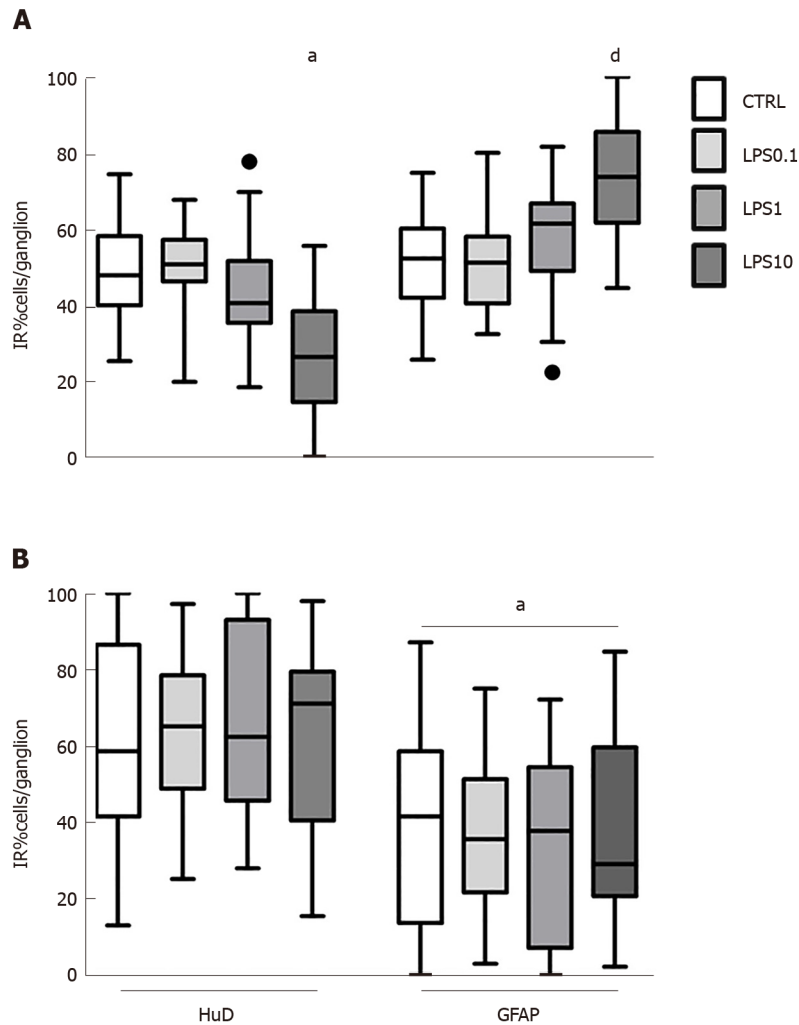 A
a
d
100
80
60
40
20
0
IR%cells/ganglion
CTRL
LPS0.1
LPS1
LPS10
B
a
100
80
60
40
20
0
IR%cells/ganglion
HuD
GFAP